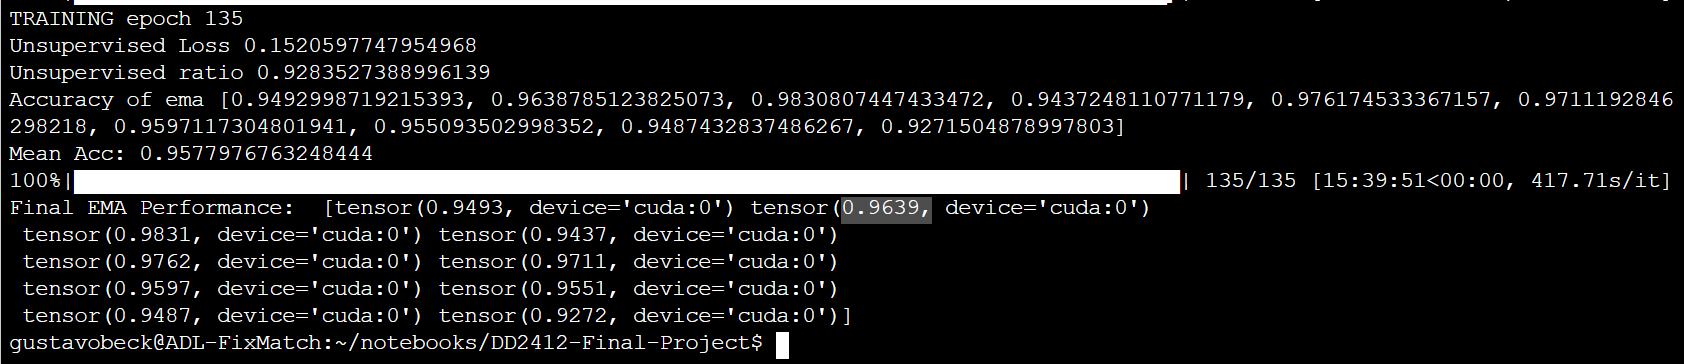 TRAINING epoch 135
Unsupervised Loss 0.1520597747954968
Unsupervised ratio 0.9283527388996139
Accuracy of ema [0.9492998719215393, 0.9638785123825073, 0.9830807447433472, 0.9437248110771179, 0.976174533367157, 0.9711192846
298218, 0.9597117304801941, 0.955093502998352, 0.9487432837486267, 0.9271504878997803]
Mean Acc: 0.9577976763248444
100%| | 135/135 [15:39:51<00:00, 417.71s/it]
Final EMA Performance:  [tensor(0.9493, device='cuda:0') tensor(0.9639, device='cuda:0')
 tensor(0.9831, device='cuda:0') tensor(0.9437, device='cuda:0')
 tensor(0.9762, device='cuda:0') tensor(0.9711, device='cuda:0')
 tensor(0.9597, device='cuda:0') tensor(0.9551, device='cuda:0')
 tensor(0.9487, device='cuda:0') tensor(0.9272, device='cuda:0')]
gustavobeck@ADL-FixMatch:~/notebooks/DD2412-Final-Project$